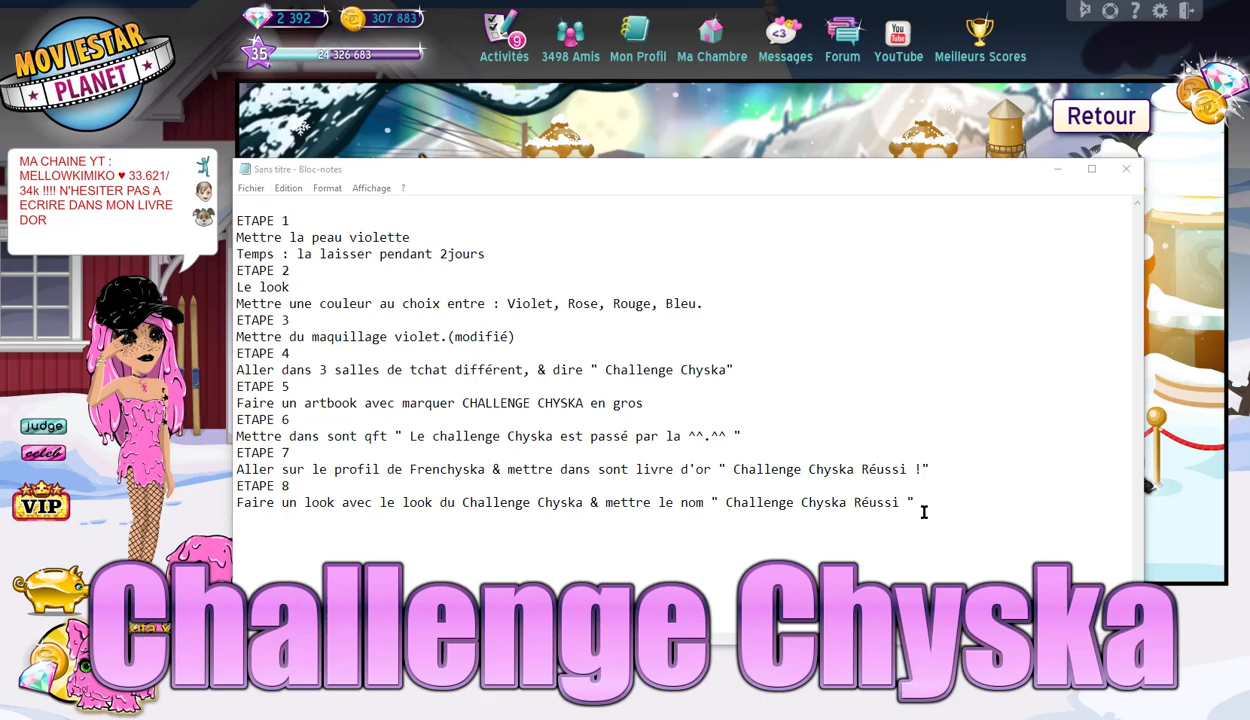 MOVIESTAR
PLANET
2 392
307 883
35
24 326 683
9
<3
You
Tube
Activités
3498 Amis
Mon Profil
Ma Chambre
Messages
Forum
YouTube
Meilleurs Scores
?
Retour
MA CHAINE YT :
MELLOWKIMIKO ♥ 33.621/
34k !!!! N'HESITER PAS A
ECRIRE DANS MON LIVRE
DOR
Sans titre - Bloc-notes
Fichier Edition Format Affichage ?
ETAPE 1
Mettre la peau violette
Temps : la laisser pendant 2jours
ETAPE 2
Le look
Mettre une couleur au choix entre : Violet, Rose, Rouge, Bleu.
ETAPE 3
Mettre du maquillage violet.(modifié)
ETAPE 4
Aller dans 3 salles de tchat différent, & dire " Challenge Chyska"
ETAPE 5
Faire un artbook avec marquer CHALLENGE CHYSKA en gros
ETAPE 6
Mettre dans sont qft " Le challenge Chyska est passé par la ^^.^^ "
ETAPE 7
Aller sur le profil de Frenchyska & mettre dans sont livre d'or " Challenge Chyska Réussi !"
ETAPE 8
Faire un look avec le look du Challenge Chyska & mettre le nom " Challenge Chyska Réussi "
judge
celeb
VIP
Challenge Chyska